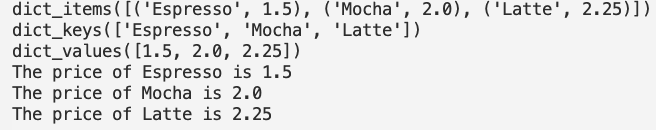 dict_items([('Espresso', 1.5), ('Mocha', 2.0), ('Latte', 2.25)])
dict_keys(['Espresso', 'Mocha', 'Latte'])
dict_values([1.5, 2.0, 2.25])
The price of Espresso is 1.5
The price of Mocha is 2.0
The price of Latte is 2.25